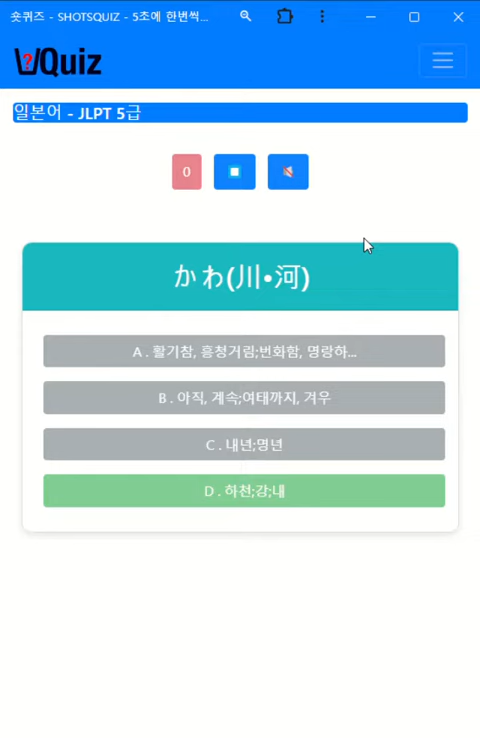 숏퀴즈 - SHOTSQUIZ - 5초에 한번씩...
\?/Quiz
일본어 - JLPT 5급
0
かわ(川•河)
A . 활기참, 흥청거림;번화함, 명랑하...
B . 아직, 계속;여태까지, 겨우
C . 내년;명년
D . 하천;강;내